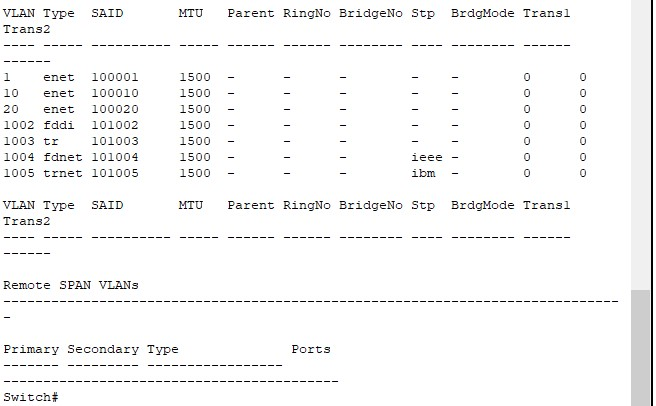 VLAN Type  SAID       MTU   Parent RingNo BridgeNo Stp  BrdgMode Trans1
Trans2
---- ----- ---------- ----- ------ ------ -------- ---- -------- ------
------
1    enet  100001     1500  -      -      -        -    -        0      0
10   enet  100010     1500  -      -      -        -    -        0      0
20   enet  100020     1500  -      -      -        -    -        0      0
1002 fddi  101002     1500  -      -      -        -    -        0      0
1003 tr    101003     1500  -      -      -        -    -        0      0
1004 fdnet 101004     1500  -      -      -        ieee -        0      0
1005 trnet 101005     1500  -      -      -        ibm  -        0      0
VLAN Type  SAID       MTU   Parent RingNo BridgeNo Stp  BrdgMode Trans1
Trans2
---- ----- ---------- ----- ------ ------ -------- ---- -------- ------
------
Remote SPAN VLANs
-----------------------------------------------------------------------------
-
Primary Secondary Type              Ports
------- --------- -----------------
------------------------------------------
Switch#